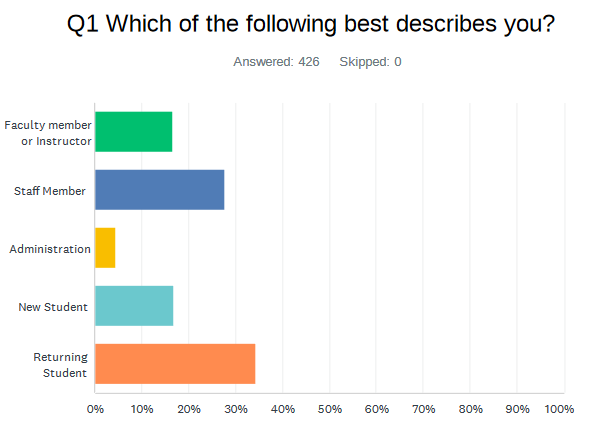 Q1 Which of the following best describes you?
Answered: 426 Skipped: 0
Faculty member
or Instructor
Staff Member
Administration
New Student
Returning
Student
0% 10% 20% 30% 40% 50% 60% 70% 80% 90% 100%